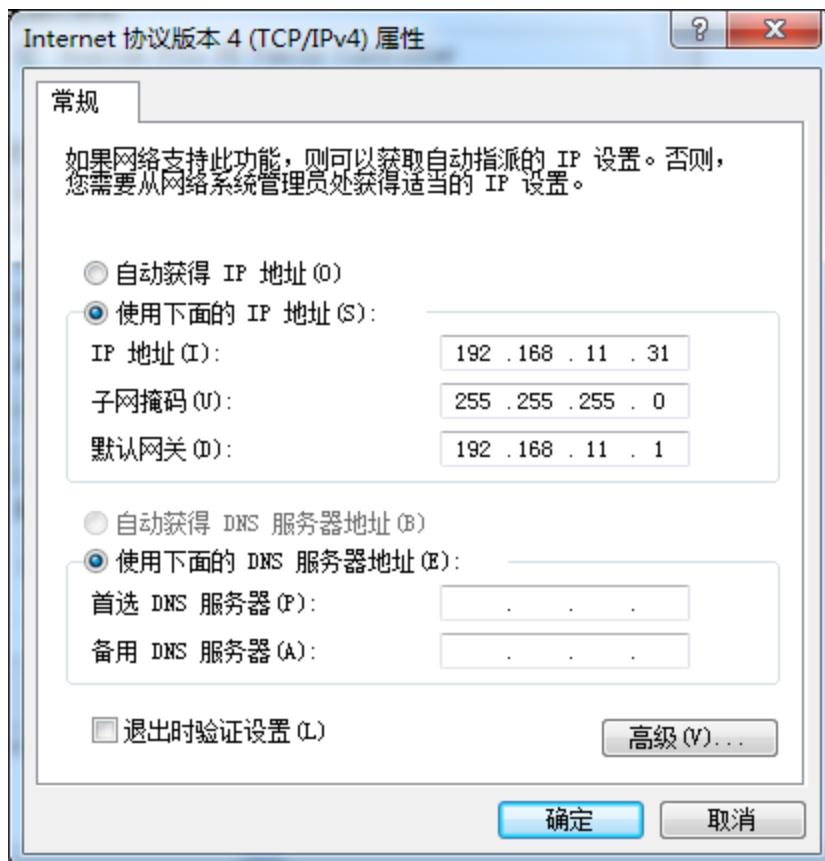 Internet 协议版本 4 (TCP/IPv4) 属性
?
常规
如果网络支持此功能，则可以获取自动指派的 IP 设置。否则，
您需要从网络系统管理员处获得适当的 IP 设置。
自动获得 IP 地址(O)
使用下面的 IP 地址(S):
IP 地址(I): 192 .168 . 11 . 31
子网掩码(U): 255 .255 .255 . 0
默认网关(D): 192 .168 . 11 . 1
自动获得 DNS 服务器地址(B)
使用下面的 DNS 服务器地址(E):
首选 DNS 服务器(P): . . .
备用 DNS 服务器(A): . . .
退出时验证设置(L)
高级(V)...
确定 取消